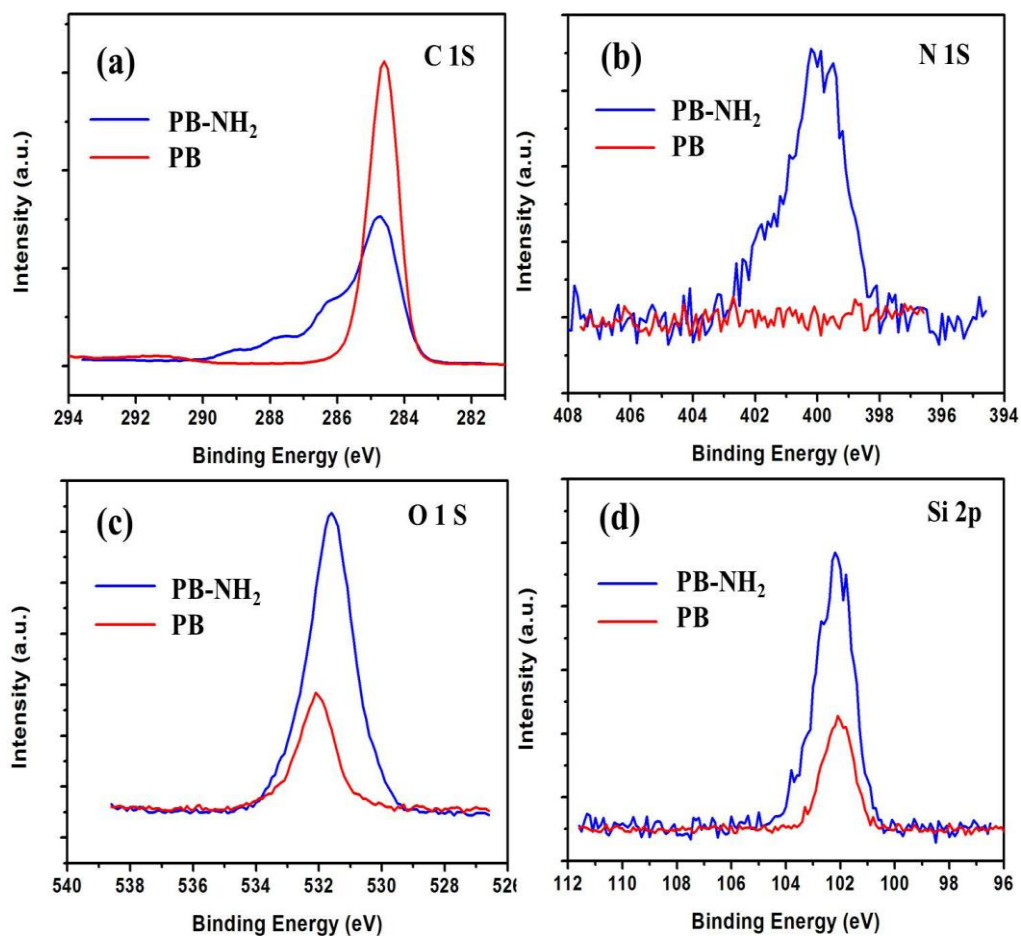 (a)
C 1S
PB-NH₂
PB
Intensity (a.u.)
294 292 290 288 286 284 282
Binding Energy (eV)
(b)
N 1S
PB-NH₂
PB
Intensity (a.u.)
408 406 404 402 400 398 396 394
Binding Energy (eV)
(c)
O 1 S
PB-NH₂
PB
Intensity (a.u.)
540 538 536 534 532 530 528 526
Binding Energy (eV)
(d)
Si 2p
PB-NH₂
PB
Intensity (a.u.)
112 110 108 106 104 102 100 98 96
Binding Energy (eV)